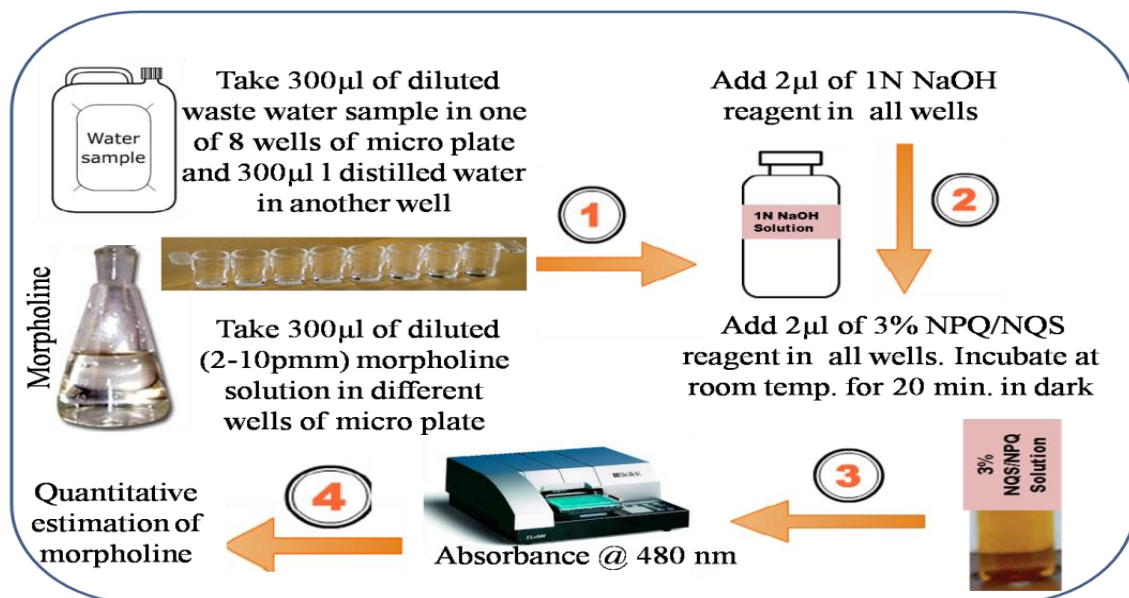 Water
sample
Take 300µl of diluted
waste water sample in one
of 8 wells of micro plate
and 300µl l distilled water
in another well
1
Add 2µl of 1N NaOH
reagent in all wells
1N NaOH
Solution
2
Morpholine
Take 300µl of diluted
(2-10pmm) morpholine
solution in different
wells of micro plate
Add 2µl of 3% NPQ/NQS
reagent in all wells. Incubate at
room temp. for 20 min. in dark
3%
NQS/NPQ
Solution
3
Absorbance @ 480 nm
4
Quantitative
estimation of
morpholine